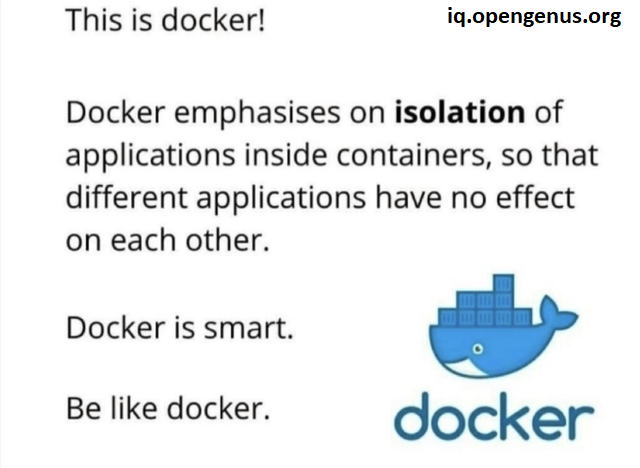 This is docker!
iq.opengenus.org
Docker emphasises on isolation of
applications inside containers, so that
different applications have no effect
on each other.
Docker is smart.
Be like docker.
docker